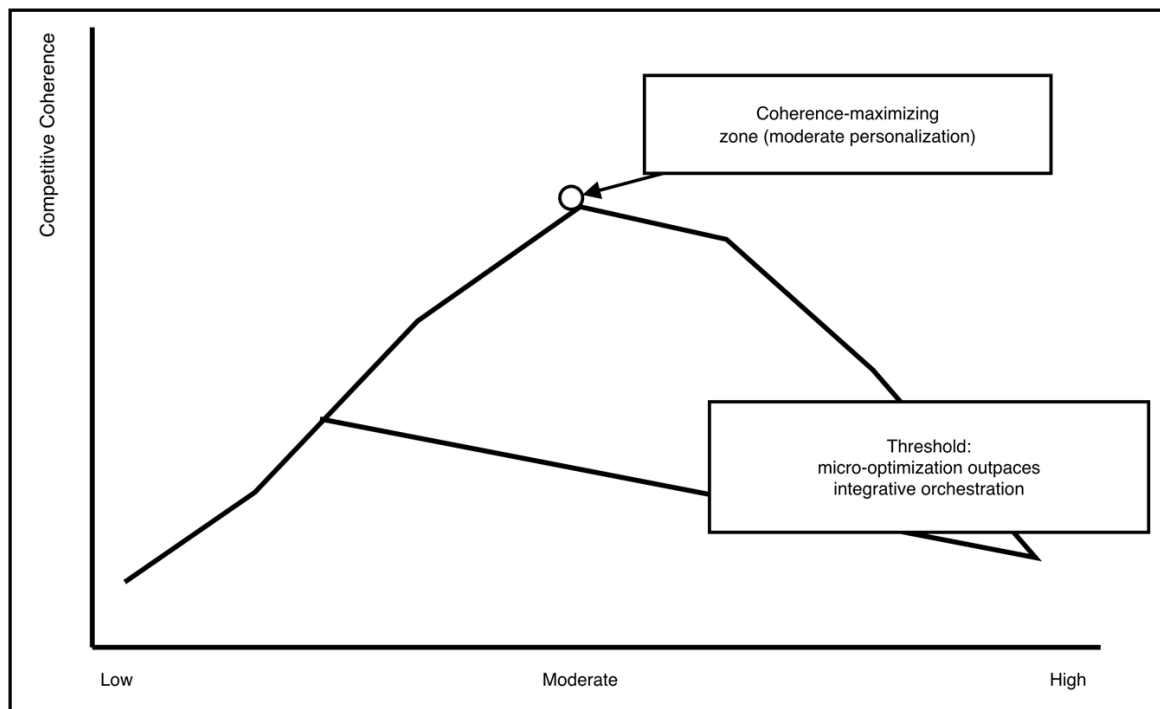 Competitive Coherence
Coherence-maximizing
zone (moderate personalization)
Threshold:
micro-optimization outpaces
integrative orchestration
Low
Moderate
High